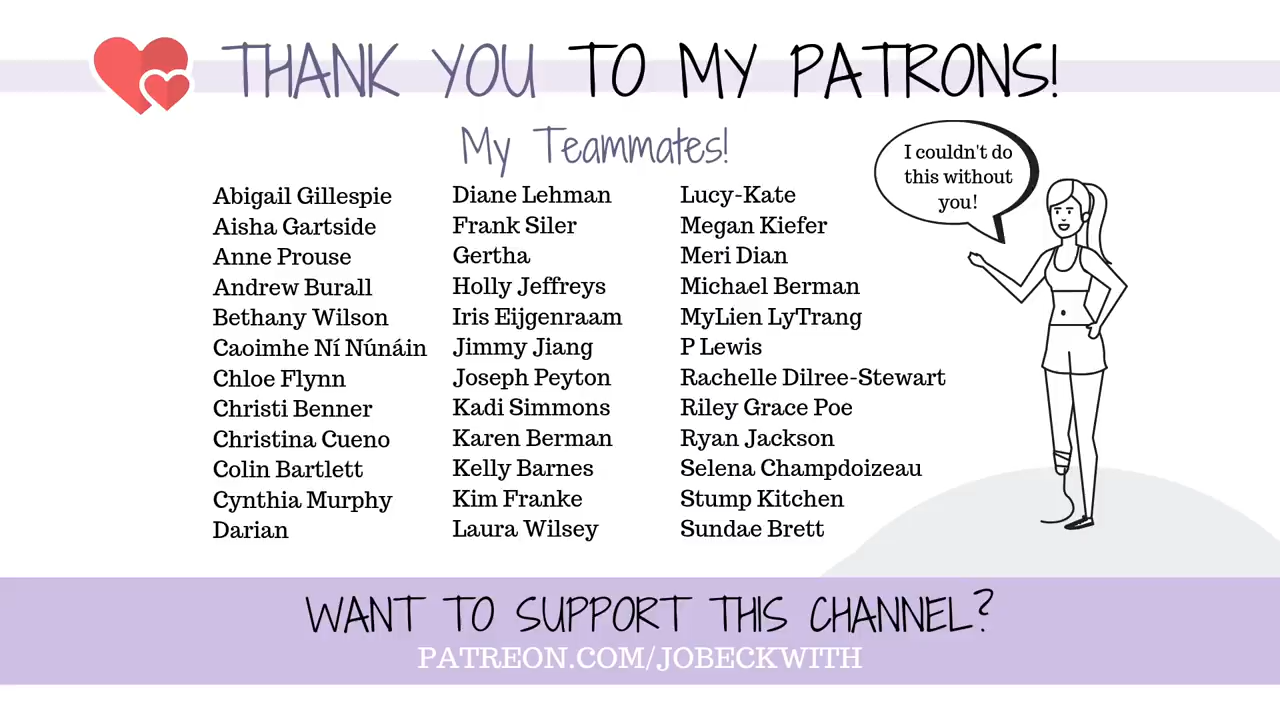 THANK YOU TO MY PATRONS!
My Teammates!
I couldn't do
this without
you!
Abigail Gillespie
Aisha Gartside
Anne Prouse
Andrew Burall
Bethany Wilson
Caoimhe Ní Núnáin
Chloe Flynn
Christi Benner
Christina Cueno
Colin Bartlett
Cynthia Murphy
Darian
Diane Lehman
Frank Siler
Gertha
Holly Jeffreys
Iris Eijgenraam
Jimmy Jiang
Joseph Peyton
Kadi Simmons
Karen Berman
Kelly Barnes
Kim Franke
Laura Wilsey
Lucy-Kate
Megan Kiefer
Meri Dian
Michael Berman
MyLien LyTrang
P Lewis
Rachelle Dilree-Stewart
Riley Grace Poe
Ryan Jackson
Selena Champdoizeau
Stump Kitchen
Sundae Brett
WANT TO SUPPORT THIS CHANNEL?
PATREON.COM/JOBECKWITH